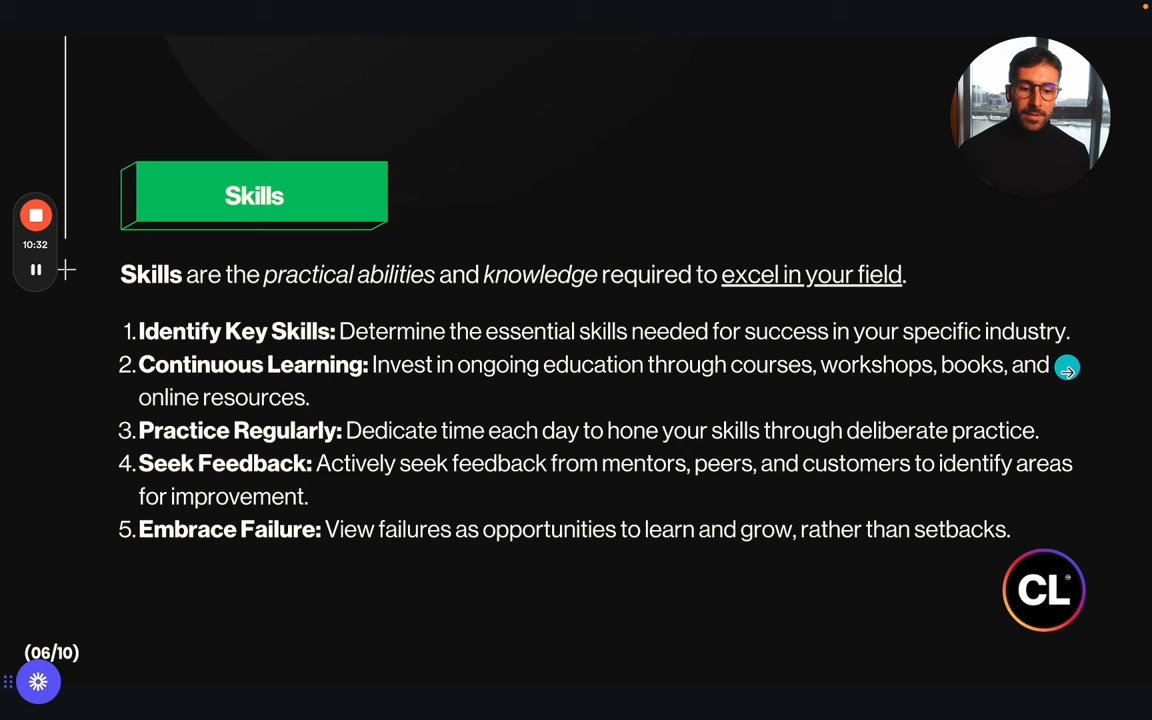 Skills
10:32
Skills are the practical abilities and knowledge required to excel in your field.
1. Identify Key Skills: Determine the essential skills needed for success in your specific industry.
2. Continuous Learning: Invest in ongoing education through courses, workshops, books, and
online resources.
3. Practice Regularly: Dedicate time each day to hone your skills through deliberate practice.
4. Seek Feedback: Actively seek feedback from mentors, peers, and customers to identify areas
for improvement.
5. Embrace Failure: View failures as opportunities to learn and grow, rather than setbacks.
CL
(06/10)